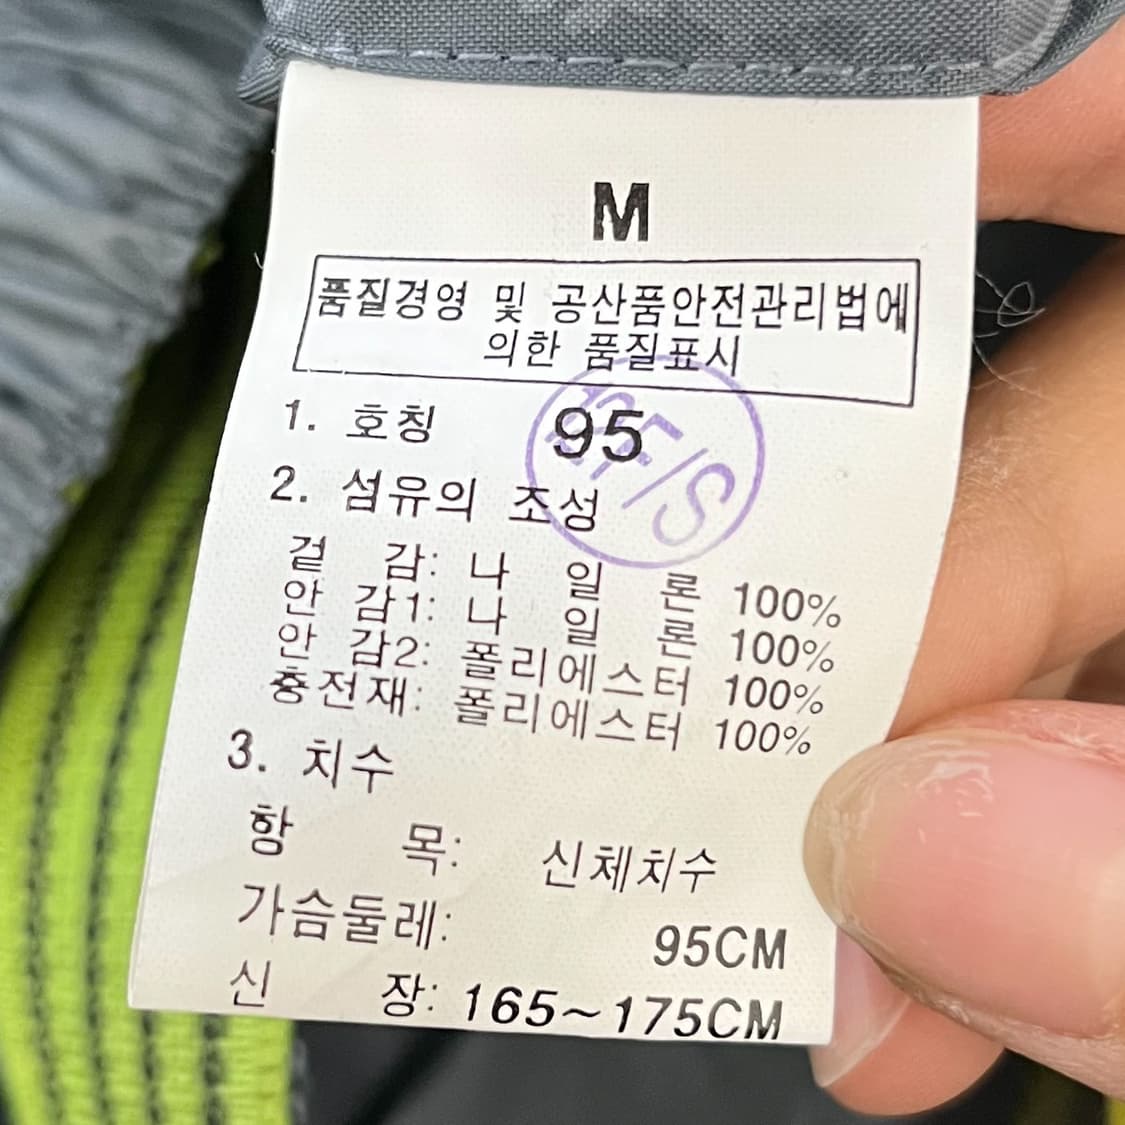 M
품질경영 및 공산품안전관리법에
의한 품질표시
1. 호칭 95
2. 섬유의 조성
겉 감: 나 일 론 100%
안 감1: 나 일 론 100%
안 감2: 폴리에스터 100%
충전재: 폴리에스터 100%
3. 치수
항 목: 신체치수
가슴둘레: 95CM
신 장: 165~175CM